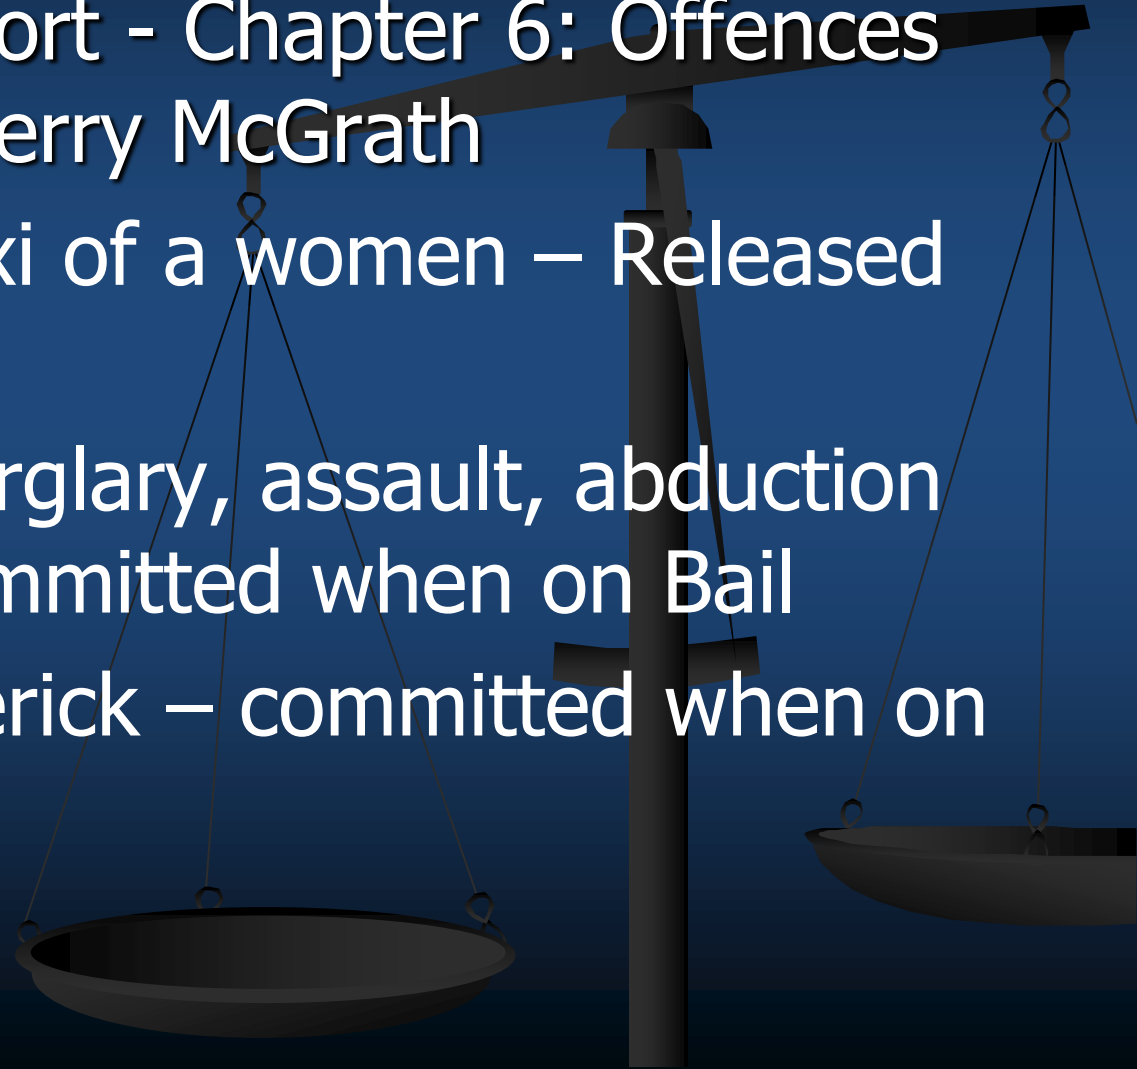 ort - Chapter 6: Offences
erry McGrath
xi of a women – Released
rglary, assault, abduction
mmitted when on Bail
erick – committed when on